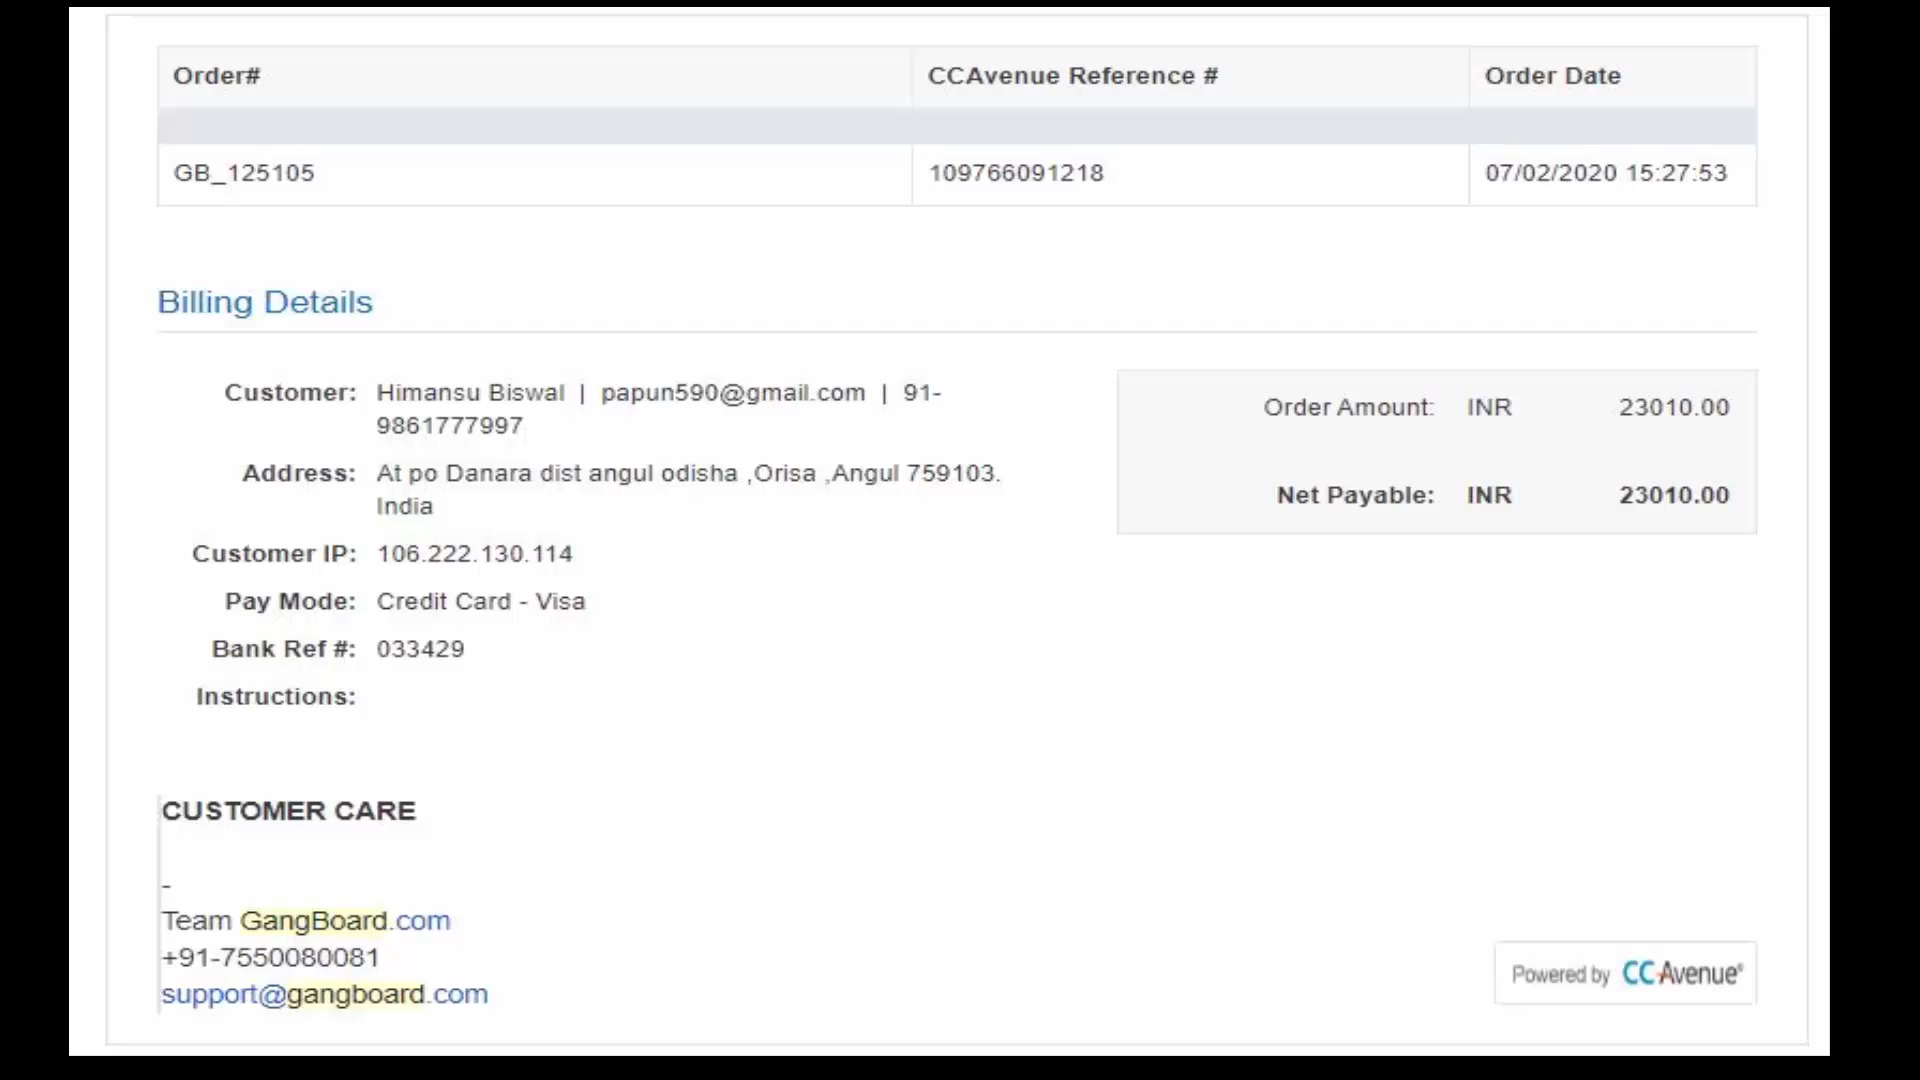 Order# CCAvenue Reference # Order Date
GB_125105 109766091218 07/02/2020 15:27:53
Billing Details
Customer: Himansu Biswal | papun590@gmail.com | 91-
9861777997
Address: At po Danara dist angul odisha ,Orisa ,Angul 759103.
India
Customer IP: 106.222.130.114
Pay Mode: Credit Card - Visa
Bank Ref #: 033429
Instructions:
Order Amount: INR 23010.00
Net Payable: INR 23010.00
CUSTOMER CARE
-
Team GangBoard.com
+91-7550080081
support@gangboard.com
Powered by CCAvenue®